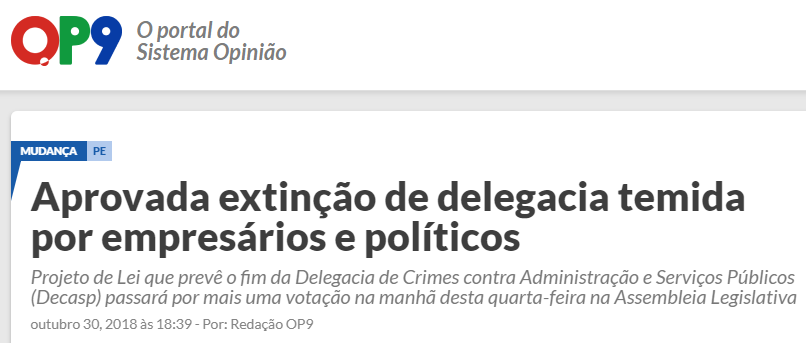 OP9
O portal do
Sistema Opinião
MUDANÇA PE
Aprovada extinção de delegacia temida
por empresários e políticos
Projeto de Lei que prevê o fim da Delegacia de Crimes contra Administração e Serviços Públicos
(Decasp) passará por mais uma votação na manhã desta quarta-feira na Assembleia Legislativa
outubro 30, 2018 às 18:39 - Por: Redação OP9